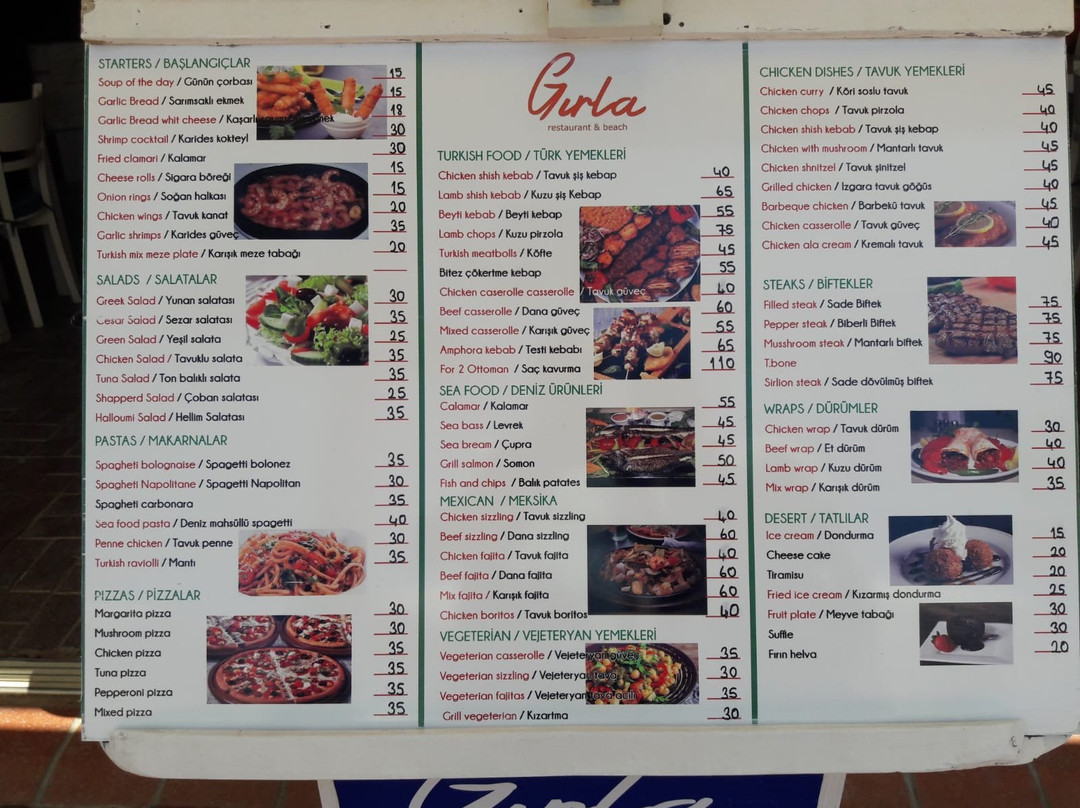 STARTERS / BAŞLANGIÇLAR
Soup of the day / Günün çorbası 15
Garlic Bread / Sarımsaklı ekmek 15
Garlic Bread whit cheese / Kaşarlı 18
Shrimp cocktail / Karides kokteyl 30
Fried clamari / Kalamar 30
Cheese rolls / Sigara böreği 15
Onion rings / Soğan halkası 15
Chicken wings / Tavuk kanat 20
Garlic shrimps / Karides güveç 35
Turkish mix meze plate / Karışık meze tabağı 20
SALADS / SALATALAR
Greek Salad / Yunan salatası 30
Cesar Salad / Sezar salatası 35
Green Salad / Yeşil salata 25
Chicken Salad / Tavuklu salata 35
Tuna Salad / Ton balıklı salata 35
Shapperd Salad / Çoban salatası 25
Halloumi Salad / Hellim Salatası 35
PASTAS / MAKARNALAR
Spagheti bolognaise / Spagetti bolonez 35
Spagheti Napolitane / Spagetti Napolitan 30
Spagheti carbonara 35
Sea food pasta / Deniz mahsüllü spagetti 40
Penne chicken / Tavuk penne 30
Turkish raviolli / Mantı 35
PIZZAS / PİZZALAR
Margarita pizza 30
Mushroom pizza 30
Chicken pizza 35
Tuna pizza 35
Pepperoni pizza 35
Mixed pizza 35
Gırla
restaurant & beach
TURKISH FOOD / TÜRK YEMEKLERİ
Chicken shish kebab / Tavuk şiş kebap 40
Lamb shish kebab / Kuzu şiş Kebap 65
Beyti kebab / Beyti kebap 55
Lamb chops / Kuzu pirzola 75
Turkish meatbolls / Köfte 45
Bitez çökertme kebap 55
Chicken caserolle casserolle / Tavuk güveç 40
Beef casserolle / Dana güveç 60
Mixed casserolle / Karışık güveç 55
Amphora kebab / Testi kebabı 65
For 2 Ottoman / Saç kavurma 110
SEA FOOD / DENİZ ÜRÜNLERİ
Calamar / Kalamar 55
Sea bass / Levrek 45
Sea bream / Çupra 45
Grill salmon / Somon 50
Fish and chips / Balık patates 45
MEXICAN / MEKSİKA
Chicken sizzling / Tavuk sizzling 40
Beef sizzling / Dana sizzling 60
Chicken fajita / Tavuk fajita 40
Beef fajita / Dana fajita 60
Mix fajita / Karışık fajita 60
Chicken boritos / Tavuk boritos 40
VEGETERİAN / VEJETERYAN YEMEKLERİ
Vegeterian casserolle / Vejeteryan güveç 35
Vegeterian sizzling / Vejeteryan tava 30
Vegeterian fajitas / Vejeteryan tava acılı 35
Grill vegeterian / Kızartma 30
CHICKEN DISHES / TAVUK YEMEKLERİ
Chicken curry / Köri soslu tavuk 45
Chicken chops / Tavuk pirzola 40
Chicken shish kebab / Tavuk şiş kebap 40
Chicken with mushroom / Mantarlı tavuk 45
Chicken shnitzel / Tavuk şinitzel 45
Grilled chicken / Izgara tavuk göğüs 40
Barbeque chicken / Barbekü tavuk 45
Chicken casserolle / Tavuk güveç 40
Chicken ala cream / Kremalı tavuk 45
STEAKS / BİFTEKLER
Filled steak / Sade Biftek 75
Pepper steak / Biberli Biftek 75
Musshroom steak / Mantarlı biftek 75
T.bone 90
Sirlion steak / Sade dövülmüş biftek 75
WRAPS / DÜRÜMLER
Chicken wrap / Tavuk dürüm 30
Beef wrap / Et dürüm 40
Lamb wrap / Kuzu dürüm 40
Mix wrap / Karışık dürüm 35
DESERT / TATLILAR
Ice cream / Dondurma 15
Cheese cake 20
Tiramisu 20
Fried ice cream / Kızarmış dondurma 25
Fruit plate / Meyve tabağı 30
Suffle 30
Fırın helva 20
Gırla